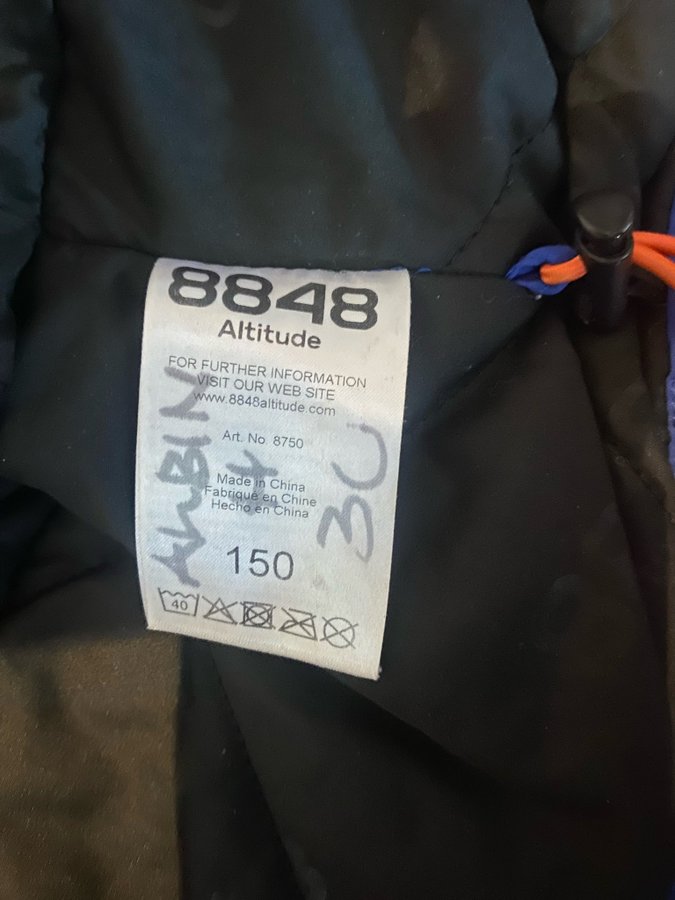 8848
Altitude
FOR FURTHER INFORMATION
VISIT OUR WEB SITE
www.8848altitude.com
Art. No. 8750
Made in China
Fabriqué en Chine
Hecho en China
150
40
3C